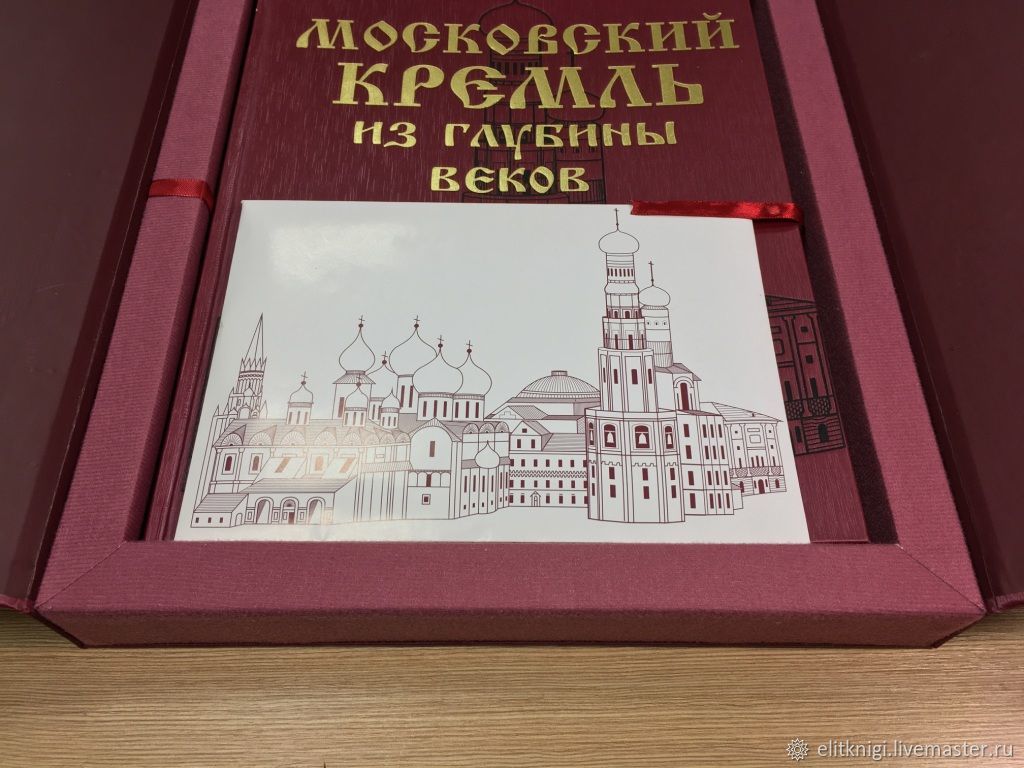 МОСКОВСКИЙ
КРЕМЛЬ
ИЗ ГЛУБИНЫ
ВЕКОВ
elitknigi.livemaster.ru